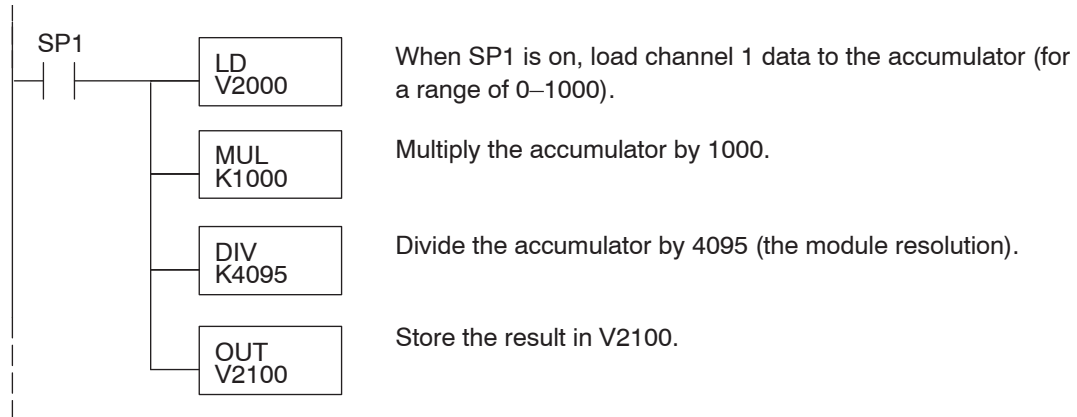 SP1
LD
V2000
When SP1 is on, load channel 1 data to the accumulator (for
a range of 0–1000).
MUL
K1000
Multiply the accumulator by 1000.
DIV
K4095
Divide the accumulator by 4095 (the module resolution).
OUT
V2100
Store the result in V2100.